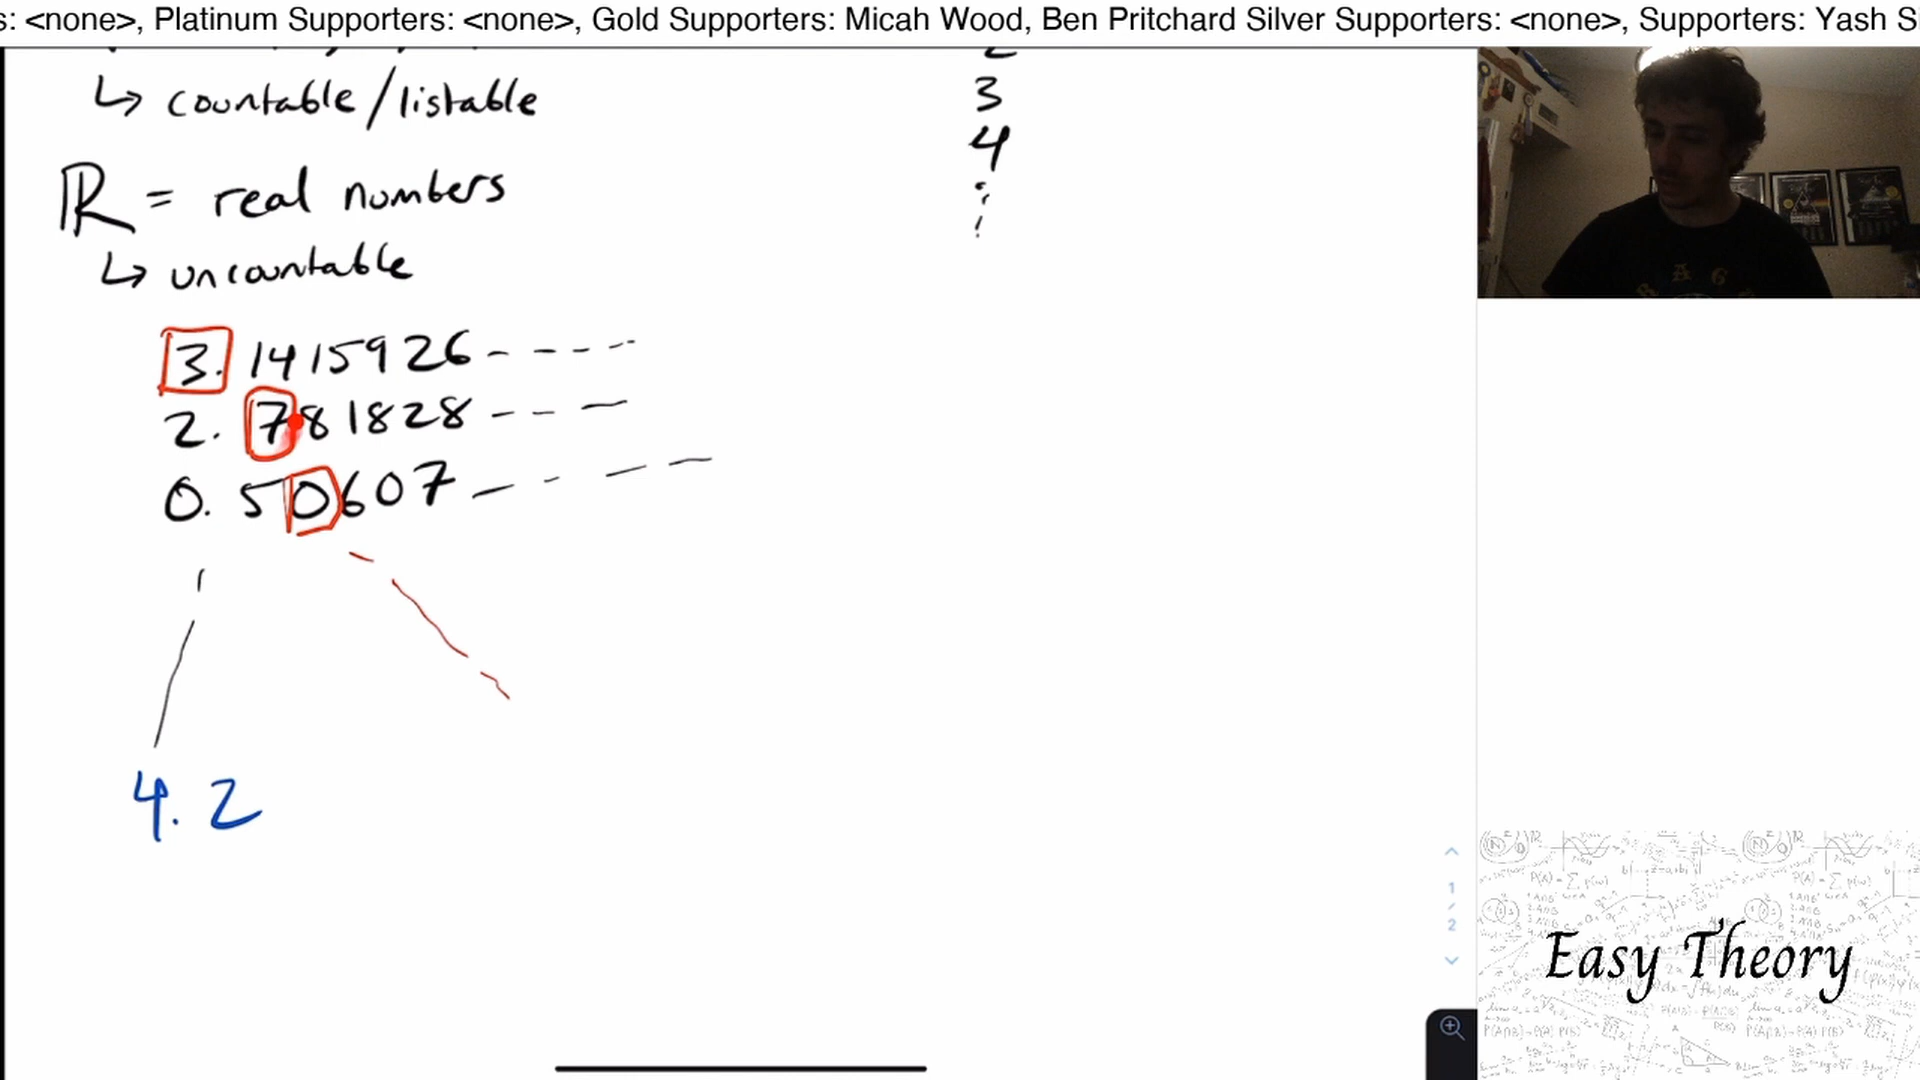 s: <none>, Platinum Supporters: <none>, Gold Supporters: Micah Wood, Ben Pritchard Silver Supporters: <none>, Supporters: Yash S
↳ countable/listable
ℝ = real numbers
↳ uncountable
3.1415926----
2.781828---
0.50607----
4.2
2
3
4
1
2
Easy Theory